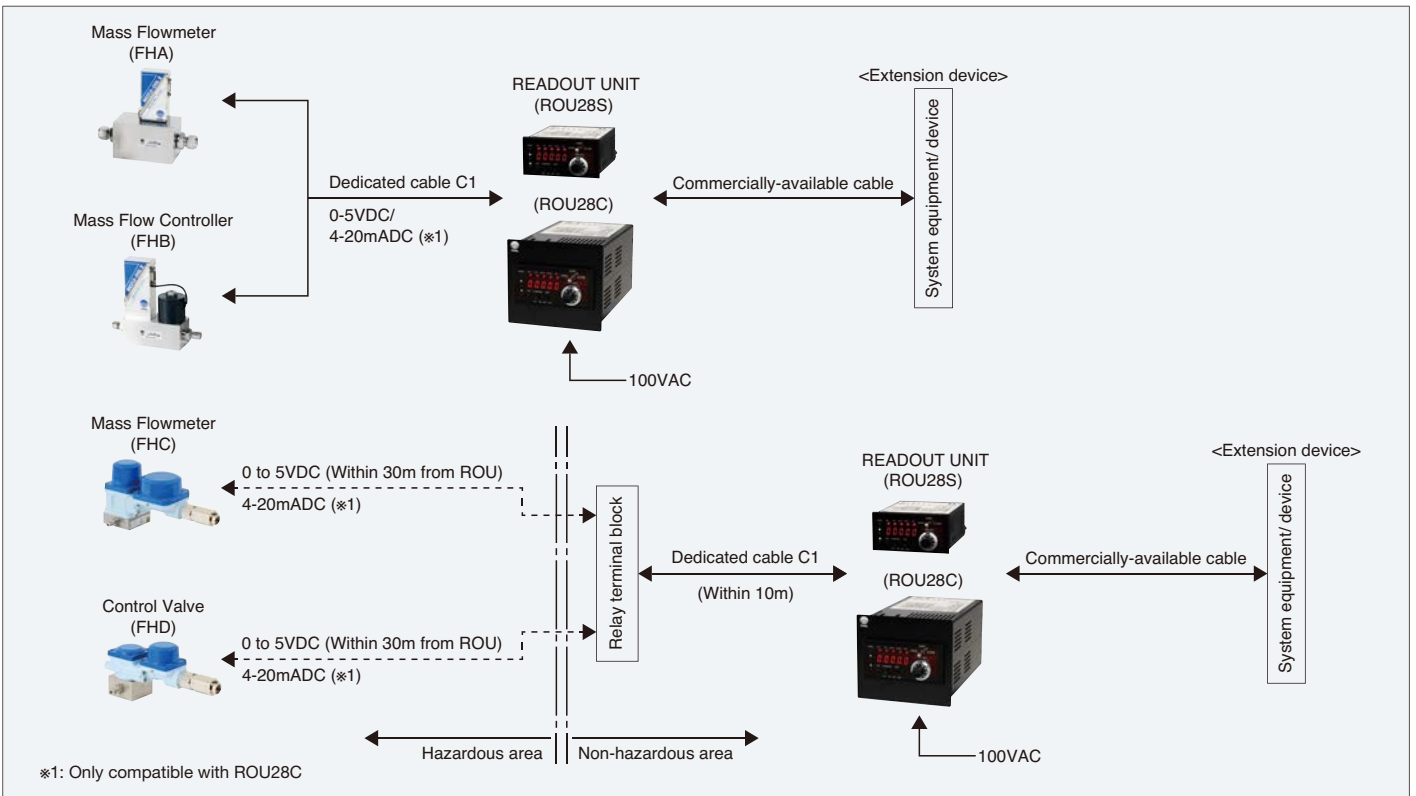 Mass Flowmeter
(FHA)
Mass Flow Controller
(FHB)
Dedicated cable C1
0-5VDC/
4-20mADC (※1)
READOUT UNIT
(ROU28S)
(ROU28C)
100VAC
Commercially-available cable
<Extension device>
System equipment/ device
Mass Flowmeter
(FHC)
0 to 5VDC (Within 30m from ROU)
4-20mADC (※1)
Control Valve
(FHD)
0 to 5VDC (Within 30m from ROU)
4-20mADC (※1)
Relay terminal block
Dedicated cable C1
(Within 10m)
READOUT UNIT
(ROU28S)
(ROU28C)
100VAC
Commercially-available cable
<Extension device>
System equipment/ device
Hazardous area
Non-hazardous area
※1: Only compatible with ROU28C